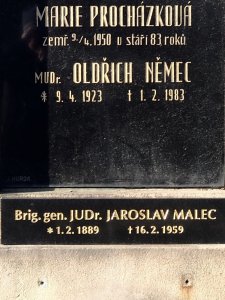 MARIE PROCHÁZKOVÁ
zemř. 9./4. 1950 u stáří 83 roků
MUDr. OLDŘICH NĚMEC
* 9. 4. 1923 † 1. 2. 1983
Brig. gen. JUDr. JAROSLAV MALEC
* 1. 2. 1889 † 16. 2. 1959